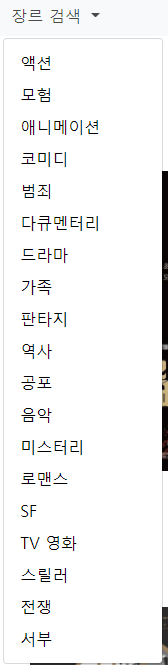 장르 검색
액션
모험
애니메이션
코미디
범죄
다큐멘터리
드라마
가족
판타지
역사
공포
음악
미스터리
로맨스
SF
TV 영화
스릴러
전쟁
서부